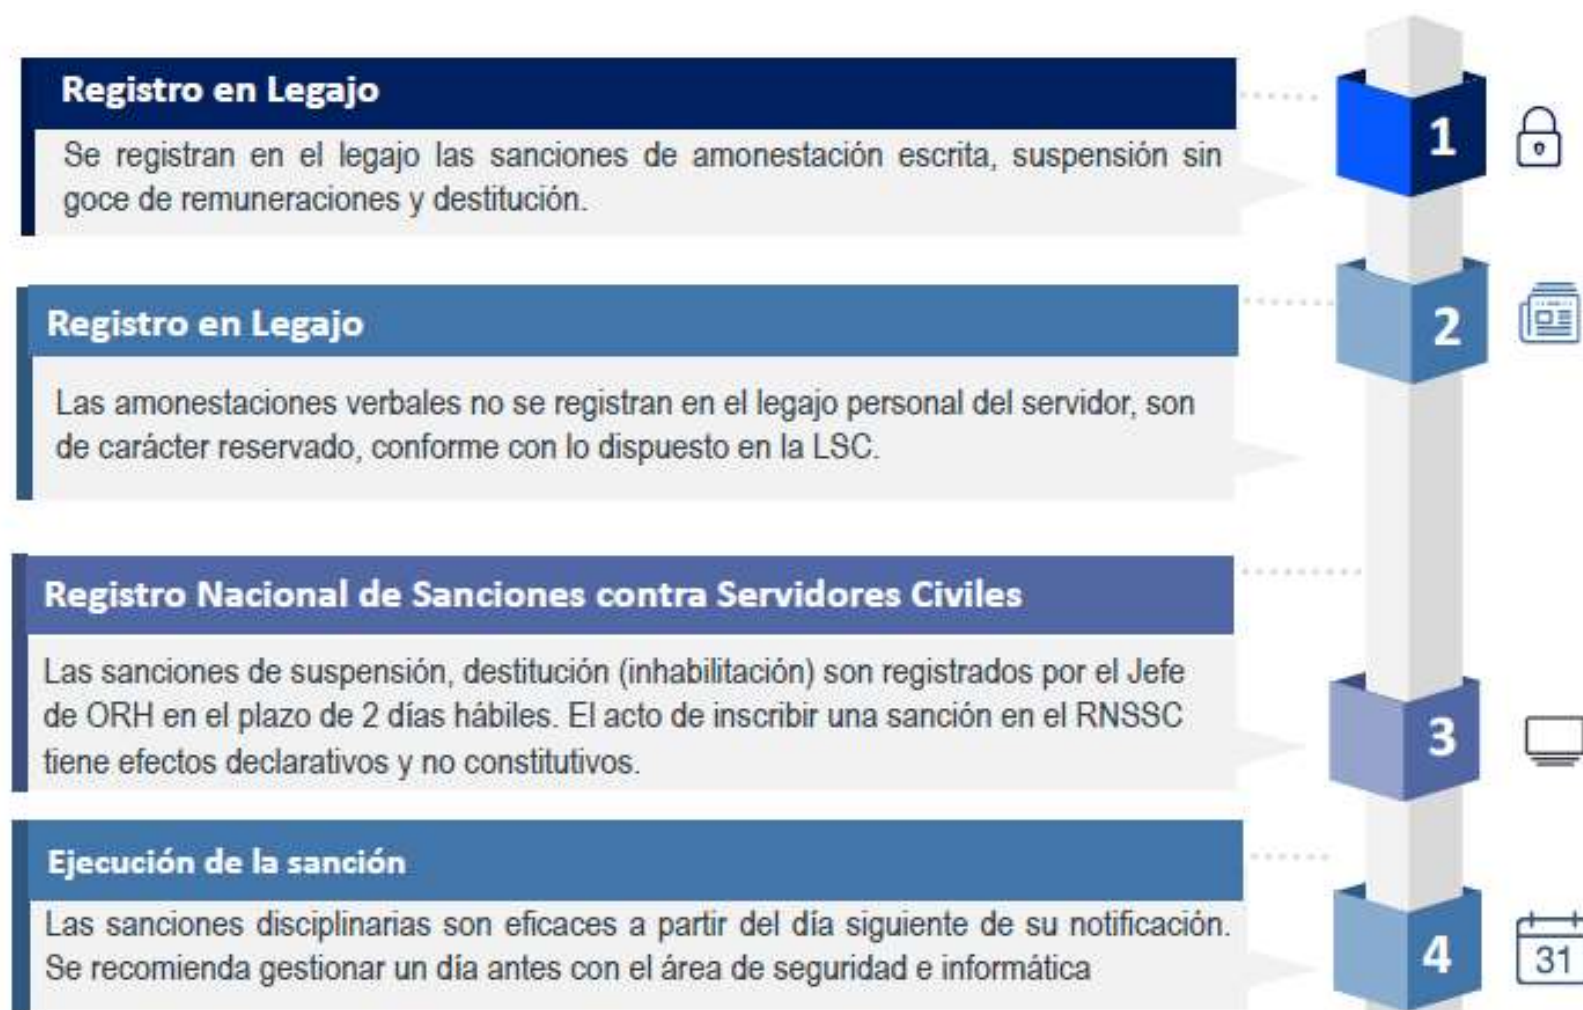 Registro en Legajo
Se registran en el legajo las sanciones de amonestación escrita, suspensión sin
goce de remuneraciones y destitución.
1
Registro en Legajo
Las amonestaciones verbales no se registran en el legajo personal del servidor, son
de carácter reservado, conforme con lo dispuesto en la LSC.
2
Registro Nacional de Sanciones contra Servidores Civiles
Las sanciones de suspensión, destitución (inhabilitación) son registrados por el Jefe
de ORH en el plazo de 2 días hábiles. El acto de inscribir una sanción en el RNSSC
tiene efectos declarativos y no constitutivos.
3
Ejecución de la sanción
Las sanciones disciplinarias son eficaces a partir del día siguiente de su notificación.
Se recomienda gestionar un día antes con el área de seguridad e informática
4
31